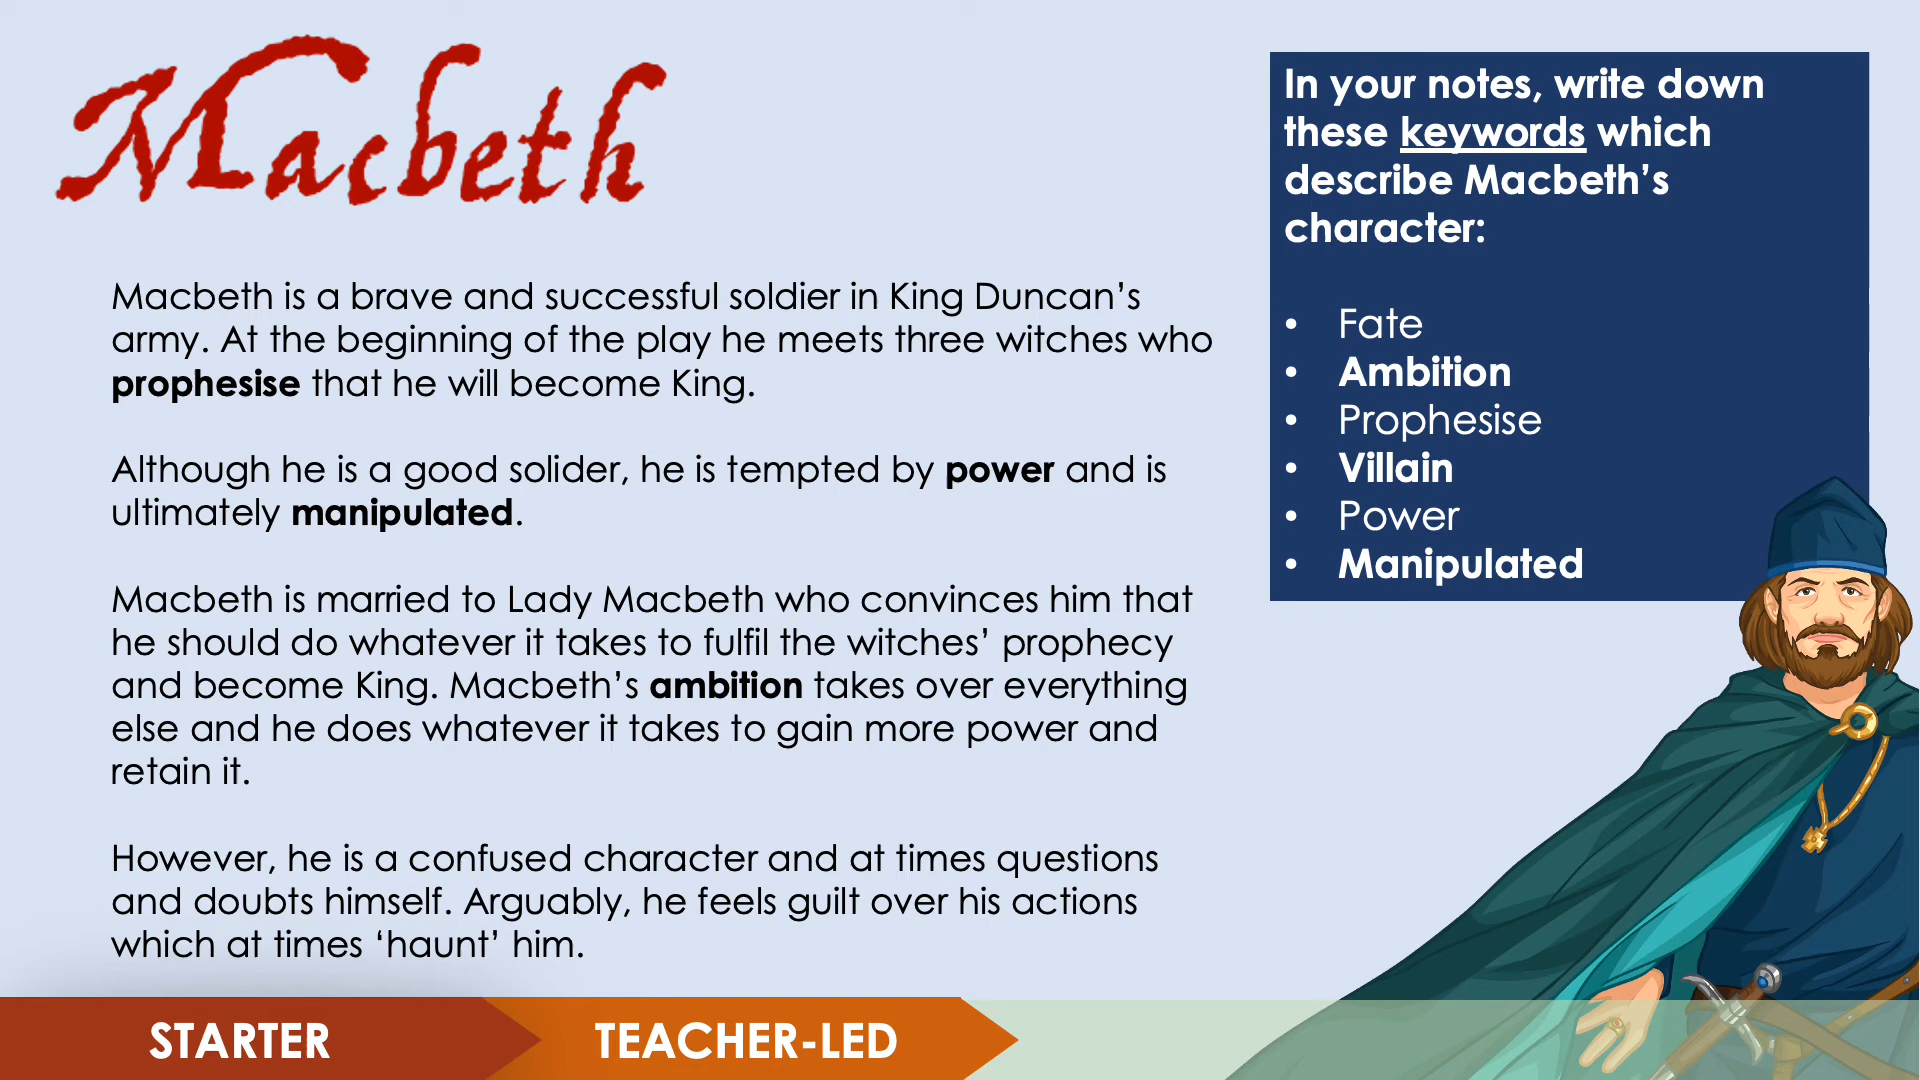 Macbeth
Macbeth is a brave and successful soldier in King Duncan’s
army. At the beginning of the play he meets three witches who
prophesise that he will become King.
Although he is a good solider, he is tempted by power and is
ultimately manipulated.
Macbeth is married to Lady Macbeth who convinces him that
he should do whatever it takes to fulfil the witches’ prophecy
and become King. Macbeth’s ambition takes over everything
else and he does whatever it takes to gain more power and
retain it.
However, he is a confused character and at times questions
and doubts himself. Arguably, he feels guilt over his actions
which at times ‘haunt’ him.
In your notes, write down
these keywords which
describe Macbeth’s
character:
• Fate
• Ambition
• Prophesise
• Villain
• Power
• Manipulated
STARTER
TEACHER-LED